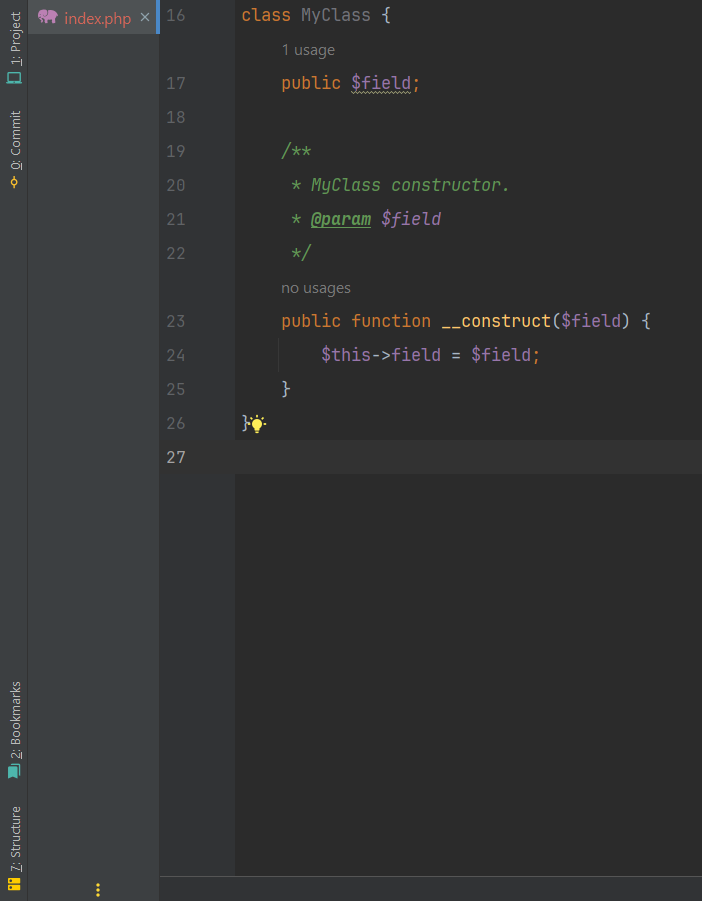 1: Project
0: Commit
2: Bookmarks
7: Structure
index.php
16 class MyClass {
1 usage
17 public $field;
18
19 /**
20 * MyClass constructor.
21 * @param $field
22 */
no usages
23 public function __construct($field) {
24 $this->field = $field;
25 }
26 }
27